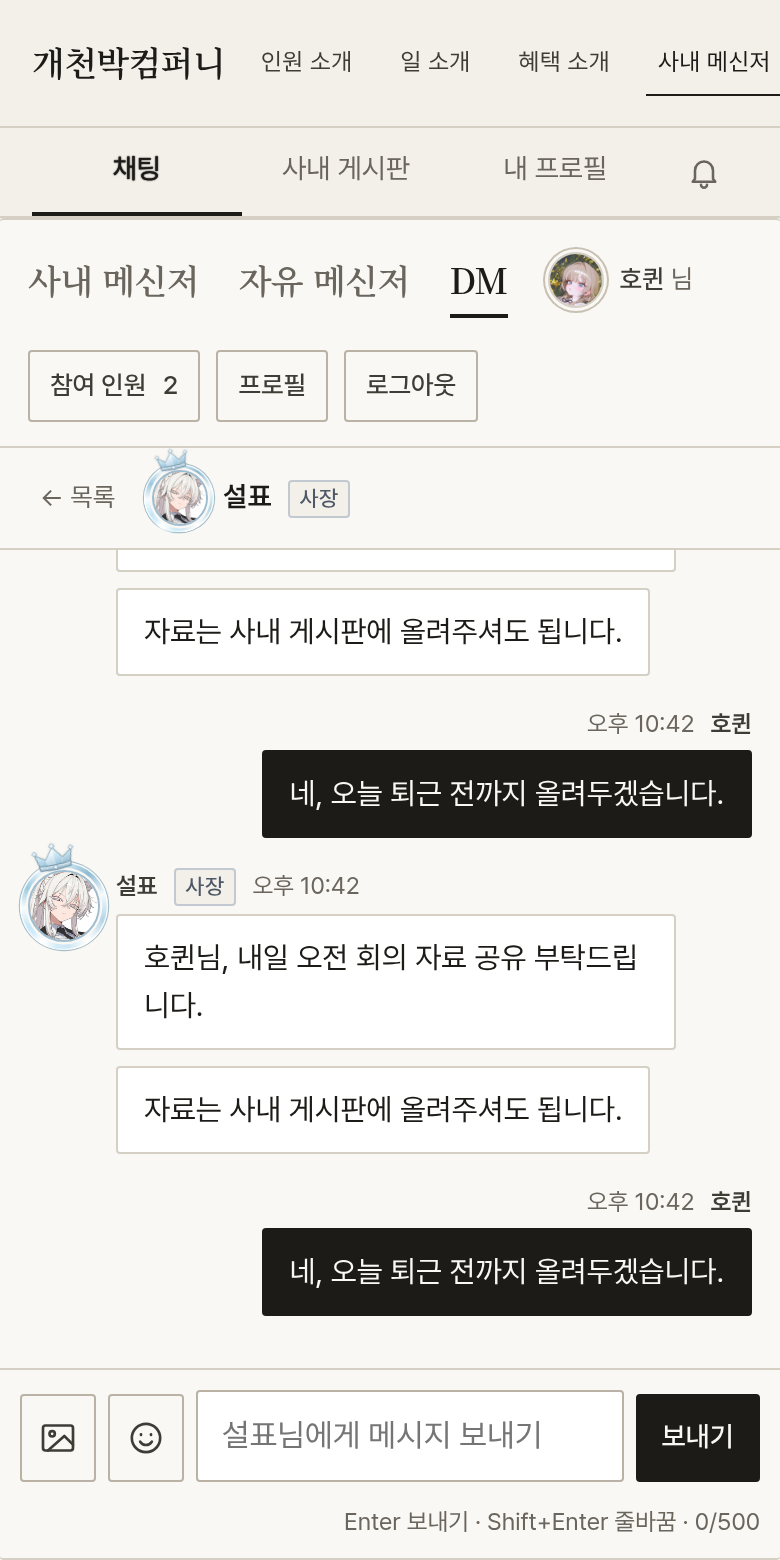 개천박컴퍼니 인원 소개 일 소개 혜택 소개 사내 메신저
채팅 사내 게시판 내 프로필
사내 메신저 자유 메신저 DM 호퀸 님
참여 인원 2 프로필 로그아웃
← 목록 설표 사장
자료는 사내 게시판에 올려주셔도 됩니다.
오후 10:42 호퀸
네, 오늘 퇴근 전까지 올려두겠습니다.
설표 사장 오후 10:42
호퀸님, 내일 오전 회의 자료 공유 부탁드립
니다.
자료는 사내 게시판에 올려주셔도 됩니다.
오후 10:42 호퀸
네, 오늘 퇴근 전까지 올려두겠습니다.
설표님에게 메시지 보내기 보내기
Enter 보내기 · Shift+Enter 줄바꿈 · 0/500